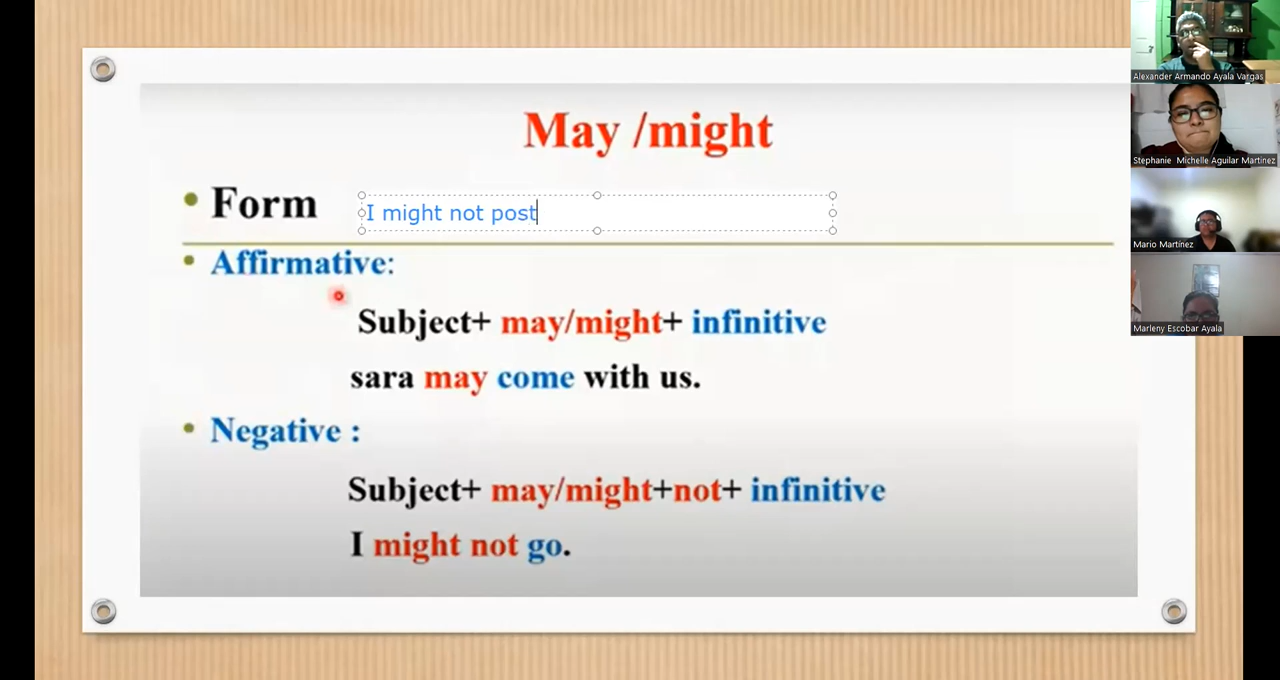 May /might
• Form
I might not post
• Affirmative:
Subject+ may/might+ infinitive
sara may come with us.
• Negative :
Subject+ may/might+not+ infinitive
I might not go.
Alexander Armando Ayala Vargas
Stephanie Michelle Aguilar Martinez
Mario Martínez
Marleny Escobar Ayala